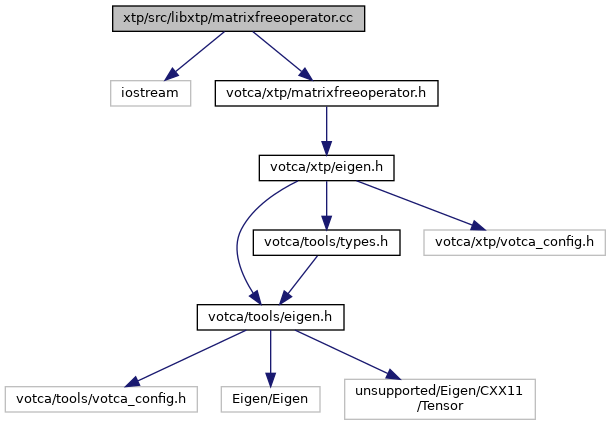 xtp/src/libxtp/matrixfreeoperator.cc
iostream
votca/xtp/matrixfreeoperator.h
votca/xtp/eigen.h
votca/tools/types.h
votca/xtp/votca_config.h
votca/tools/eigen.h
votca/tools/votca_config.h
Eigen/Eigen
unsupported/Eigen/CXX11
/Tensor